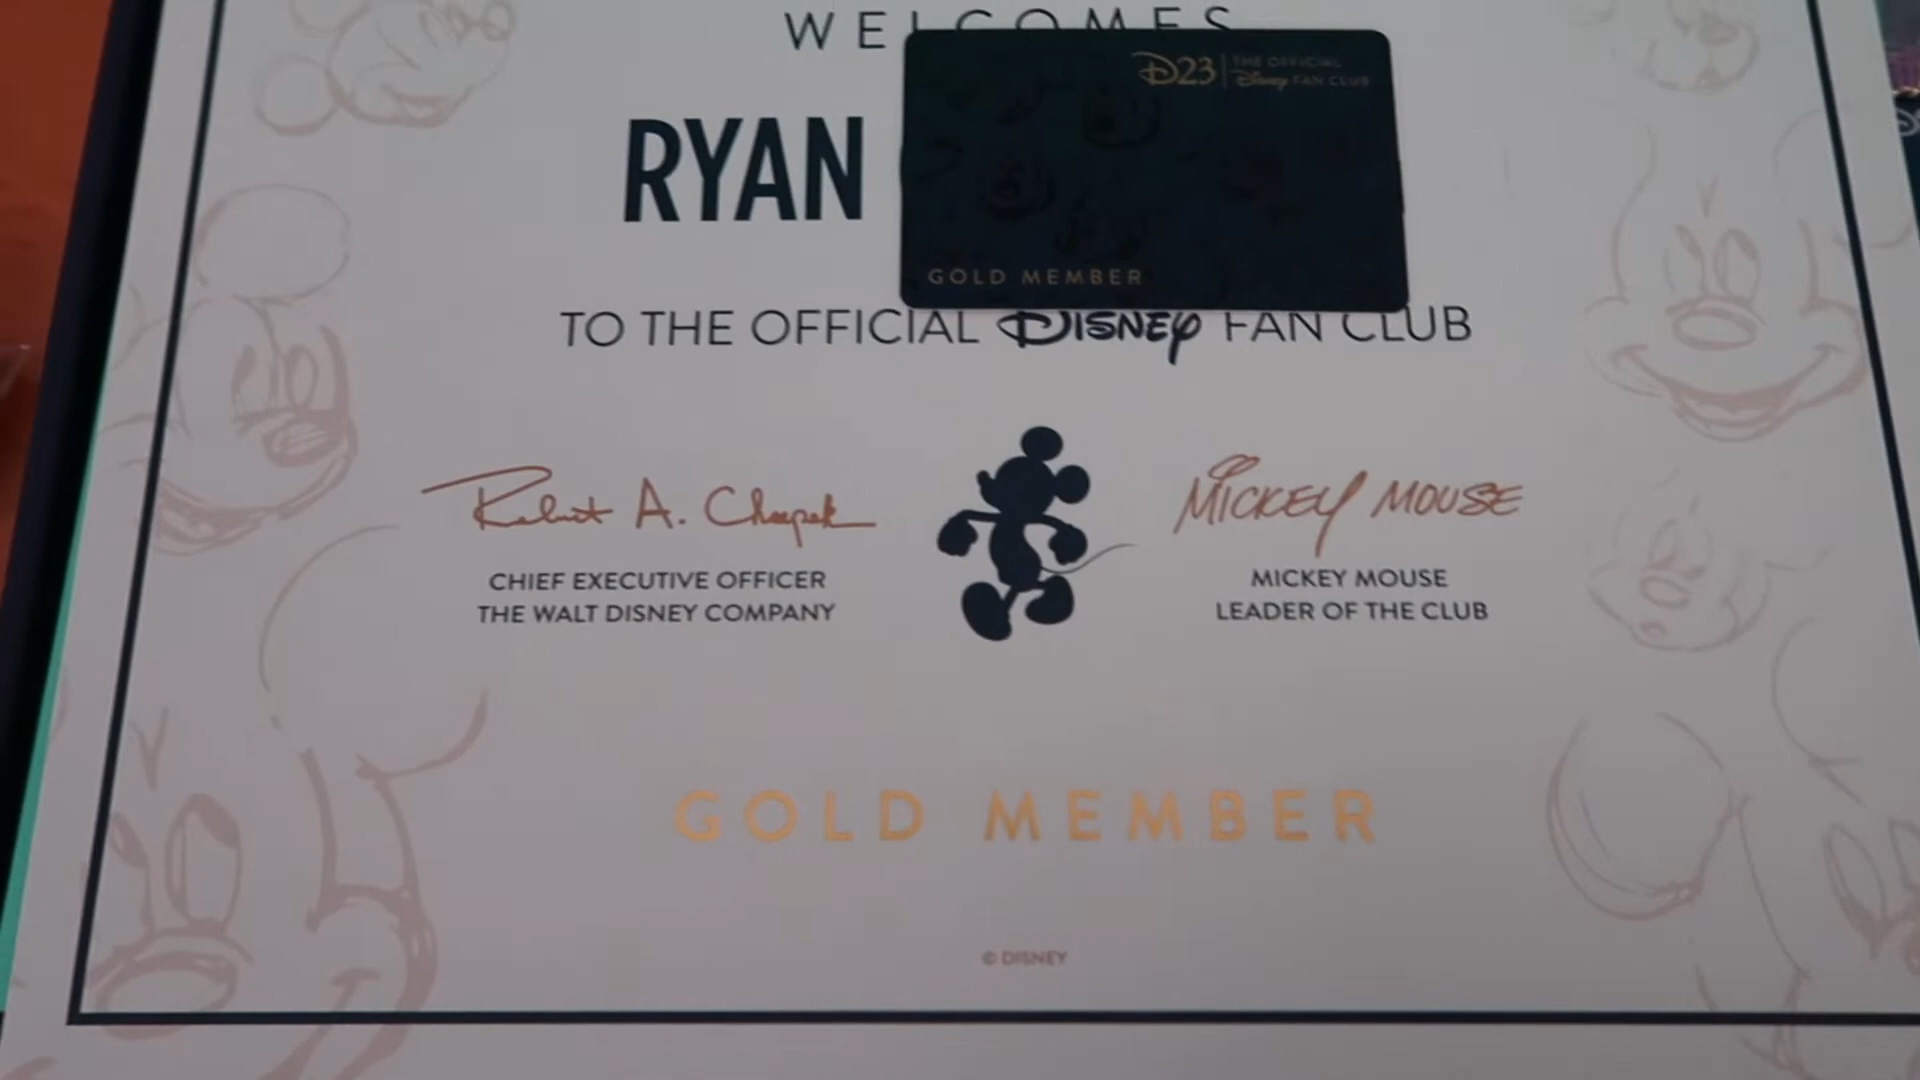 WELCOMES
D23 THE OFFICIAL
Disney FAN CLUB
RYAN
GOLD MEMBER
TO THE OFFICIAL DISNEY FAN CLUB
Robert A. Chapek
MICKEY MOUSE
CHIEF EXECUTIVE OFFICER
THE WALT DISNEY COMPANY
MICKEY MOUSE
LEADER OF THE CLUB
GOLD MEMBER
© DISNEY